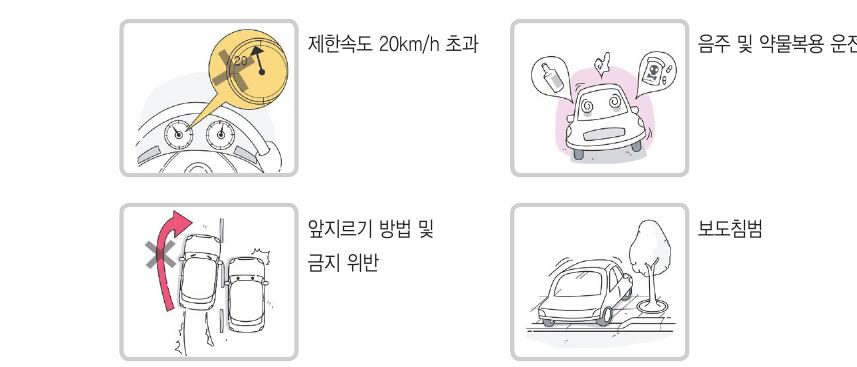 제한속도 20km/h 초과
20
음주 및 약물복용 운전
앞지르기 방법 및
금지 위반
보도침범